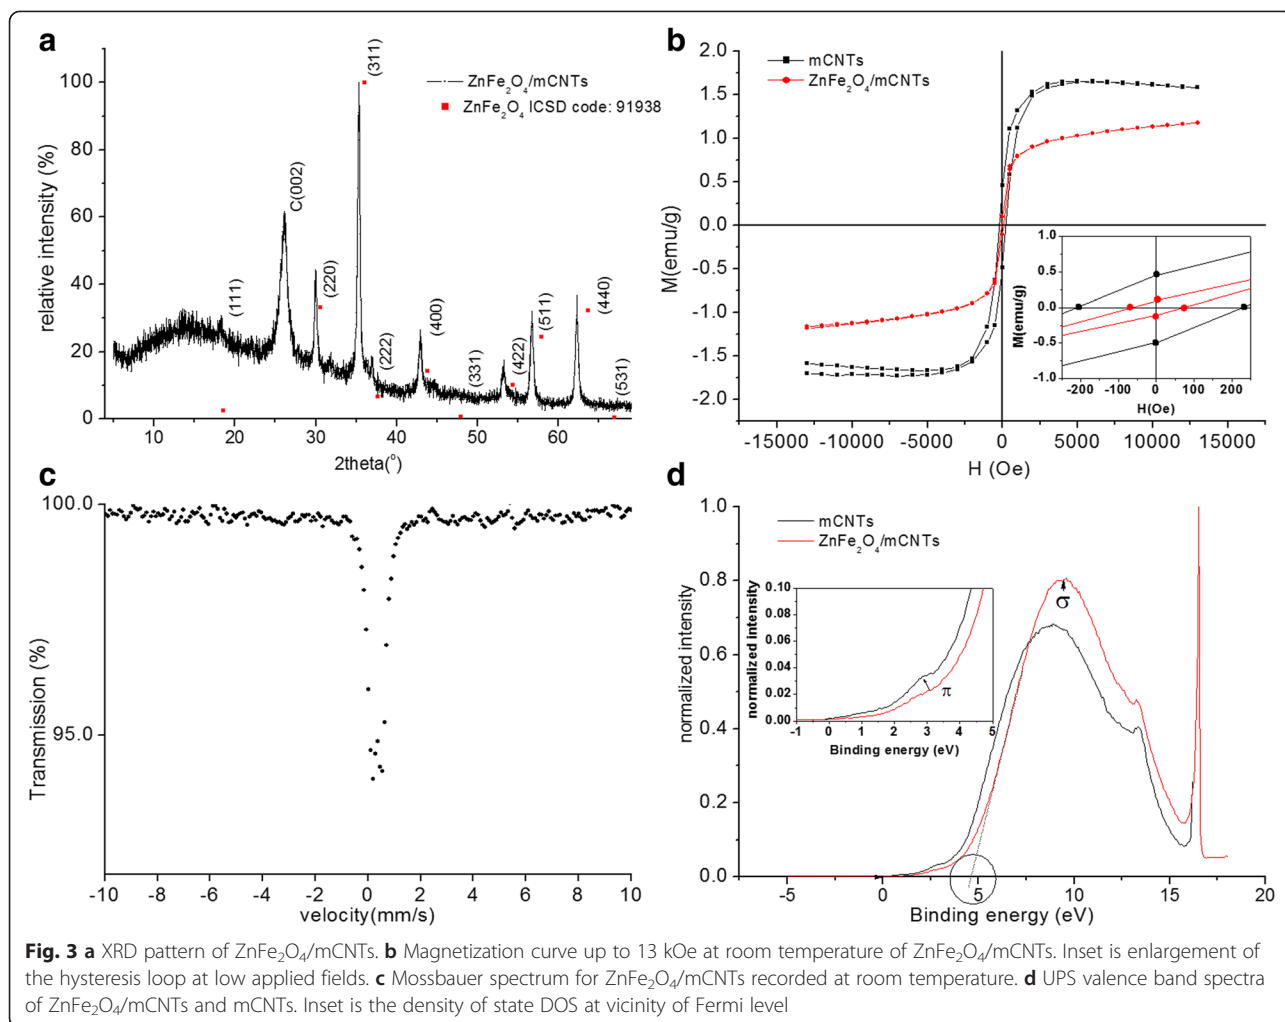 a
(311)
100
ZnFe₂O₄/mCNTs
ZnFe₂O₄ ICSD code: 91938
80
C(002)
60
(220)
(511)
(440)
40
(111)
(400)
20
(222)
(331)
(422)
(531)
0
10 20 30 40 50 60
relative intensity (%)
2theta(°)
b
2.0
mCNTs
ZnFe₂O₄/mCNTs
1.5
1.0
0.5
0.0
-0.5
-1.0
-1.5
-2.0
M(emu/g)
-15000 -10000 -5000 0 5000 10000 15000
H (Oe)
1.0
0.5
0.0
-0.5
-1.0
M(emu/g)
-200 -100 0 100 200
H(Oe)
c
100.0
95.0
Transmission (%)
-10 -8 -6 -4 -2 0 2 4 6 8 10
velocity(mm/s)
d
1.0
mCNTs
ZnFe₂O₄/mCNTs
0.8
σ
0.6
0.4
0.2
0.0
normalized intensity
-5 0 5 10 15 20
Binding energy (eV)
0.10
0.08
0.06
0.04
0.02
0.00
π
normalized intensity
-1 0 1 2 3 4 5
Binding energy (eV)
Fig. 3 a XRD pattern of ZnFe₂O₄/mCNTs. b Magnetization curve up to 13 kOe at room temperature of ZnFe₂O₄/mCNTs. Inset is enlargement of
the hysteresis loop at low applied fields. c Mossbauer spectrum for ZnFe₂O₄/mCNTs recorded at room temperature. d UPS valence band spectra
of ZnFe₂O₄/mCNTs and mCNTs. Inset is the density of state DOS at vicinity of Fermi level